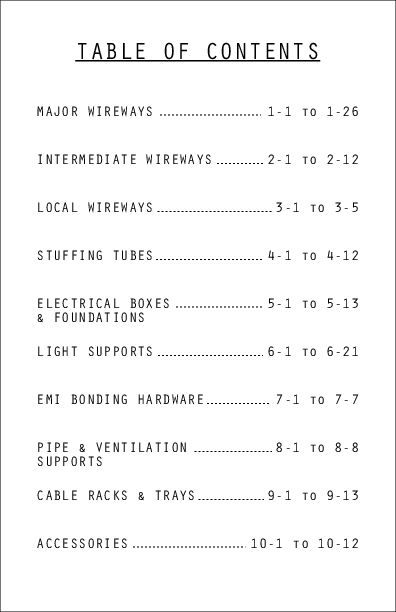 TABLE OF CONTENTS
MAJOR WIREWAYS ........................ 1-1 TO 1-26
INTERMEDIATE WIREWAYS ........... 2-1 TO 2-12
LOCAL WIREWAYS ........................... 3-1 TO 3-5
STUFFING TUBES .......................... 4-1 TO 4-12
ELECTRICAL BOXES ..................... 5-1 TO 5-13
& FOUNDATIONS
LIGHT SUPPORTS ......................... 6-1 TO 6-21
EMI BONDING HARDWARE ............... 7-1 TO 7-7
PIPE & VENTILATION ................... 8-1 TO 8-8
SUPPORTS
CABLE RACKS & TRAYS ................ 9-1 TO 9-13
ACCESSORIES ........................... 10-1 TO 10-12